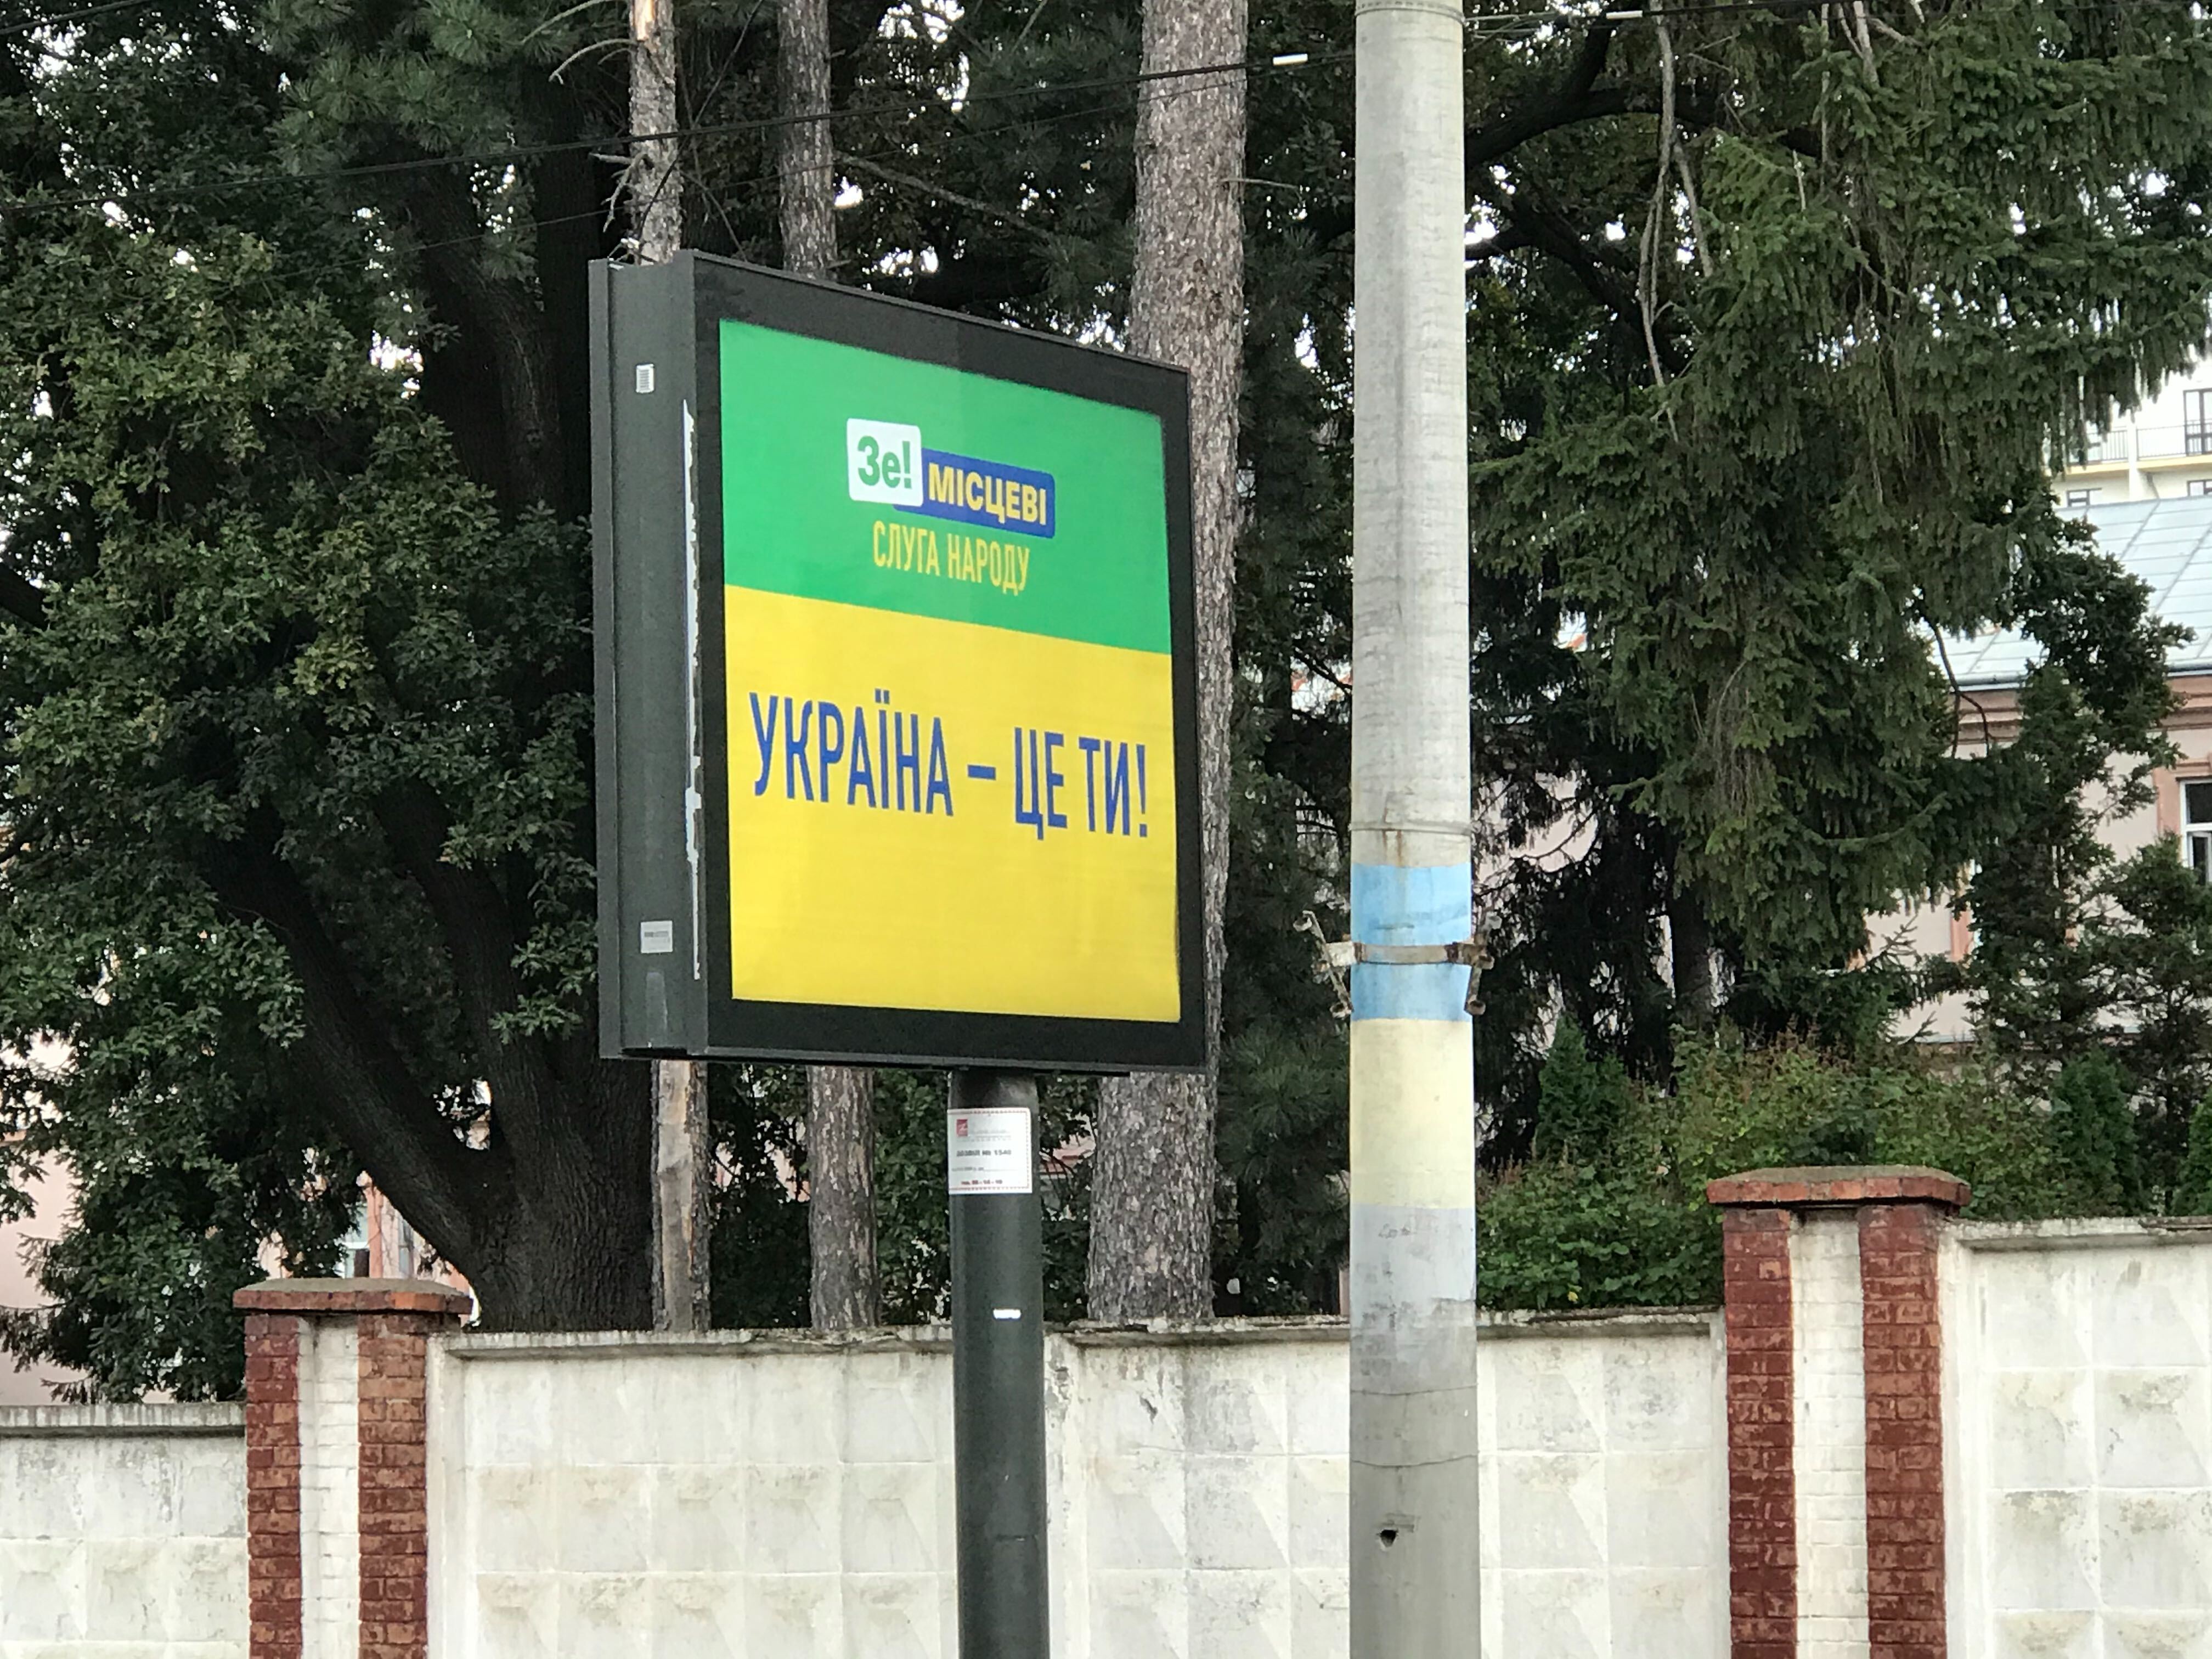 Зе! МІСЦЕВІ
СЛУГА НАРОДУ
УКРАЇНА – ЦЕ ТИ!